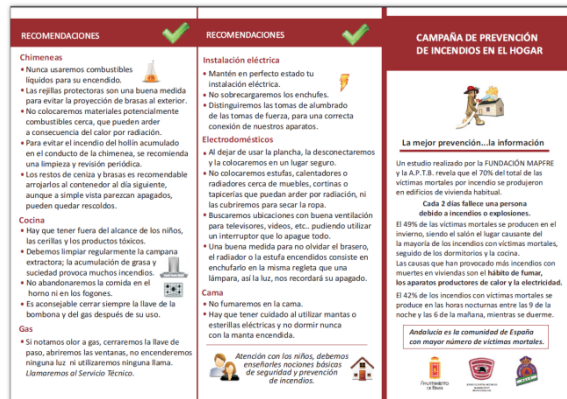 RECOMENDACIONES
Chimeneas
• Nunca usaremos combustibles
líquidos para su encendido.
• Las rejillas protectoras son una buena medida
para evitar la proyección de brasas al exterior.
• No colocaremos materiales potencialmente
combustibles cerca, que pueden arder
a consecuencia del calor por radiación.
• Para evitar el incendio del hollín acumulado
en el conducto de la chimenea, se recomienda
una limpieza y revisión periódica.
• Los restos de ceniza y brasas es recomendable
arrojarlos al contenedor al día siguiente,
aunque a simple vista parezcan apagados,
pueden quedar rescoldos.
Cocina
• Hay que tener fuera del alcance de los niños,
las cerillas y los productos tóxicos.
• Debemos limpiar regularmente la campana
extractora; la acumulación de grasa y
suciedad provoca muchos incendios.
• No abandonaremos la comida en el
horno ni en los fogones.
• Es aconsejable cerrar siempre la llave de la
bombona y del gas después de su uso.
Gas
• Si notamos olor a gas, cerraremos la llave de
paso, abriremos las ventanas, no encenderemos
ninguna luz ni utilizaremos ninguna llama.
Llamaremos al Servicio Técnico.
RECOMENDACIONES
Instalación eléctrica
• Mantén en perfecto estado tu
instalación eléctrica.
• No sobrecargaremos los enchufes.
• Distinguiremos las tomas de alumbrado
de las tomas de fuerza, para una correcta
conexión de nuestros aparatos.
Electrodomésticos
• Al dejar de usar la plancha, la desconectaremos
y la colocaremos en un lugar seguro.
• No colocaremos estufas, calentadores o
radiadores cerca de muebles, cortinas o
tapicerías que puedan arder por radiación, ni
las cubriremos para secar la ropa.
• Buscaremos ubicaciones con buena ventilación
para televisores, videos, etc.. pudiendo utilizar
un interruptor que lo apague todo.
• Una buena medida para no olvidar el brasero,
el radiador o la estufa encendidos consiste en
enchufarlo en la misma regleta que una
lámpara, así la luz, nos recordará su apagado.
Cama
• No fumaremos en la cama.
• Hay que tener cuidado al utilizar mantas o
esterillas eléctricas y no dormir nunca
con la manta encendida.
Atención con los niños, debemos
enseñarles nociones básicas
de seguridad y prevención
de incendios.
CAMPAÑA DE PREVENCIÓN
DE INCENDIOS EN EL HOGAR
La mejor prevención...la información
Un estudio realizado por la FUNDACIÓN MAPFRE
y la A.P.T.B. revela que el 70% del total de las
víctimas mortales por incendio se produjeron
en edificios de vivienda habitual.
Cada 2 días fallece una persona
debido a incendios o explosiones.
El 49% de las víctimas mortales se producen en el
invierno, siendo el salón el lugar causante del
la mayoría de los incendios con víctimas mortales,
seguido de los dormitorios y la cocina.
Las causas que han provocado más incendios con
muertes en viviendas son el hábito de fumar,
los aparatos productores de calor y la electricidad.
El 42% de los incendios con víctimas mortales se
produce en las horas nocturnas entre las 9 de la
noche y las 6 de la mañana, mientras se duerme.
Andalucía es la comunidad de España
con mayor número de víctimas mortales.